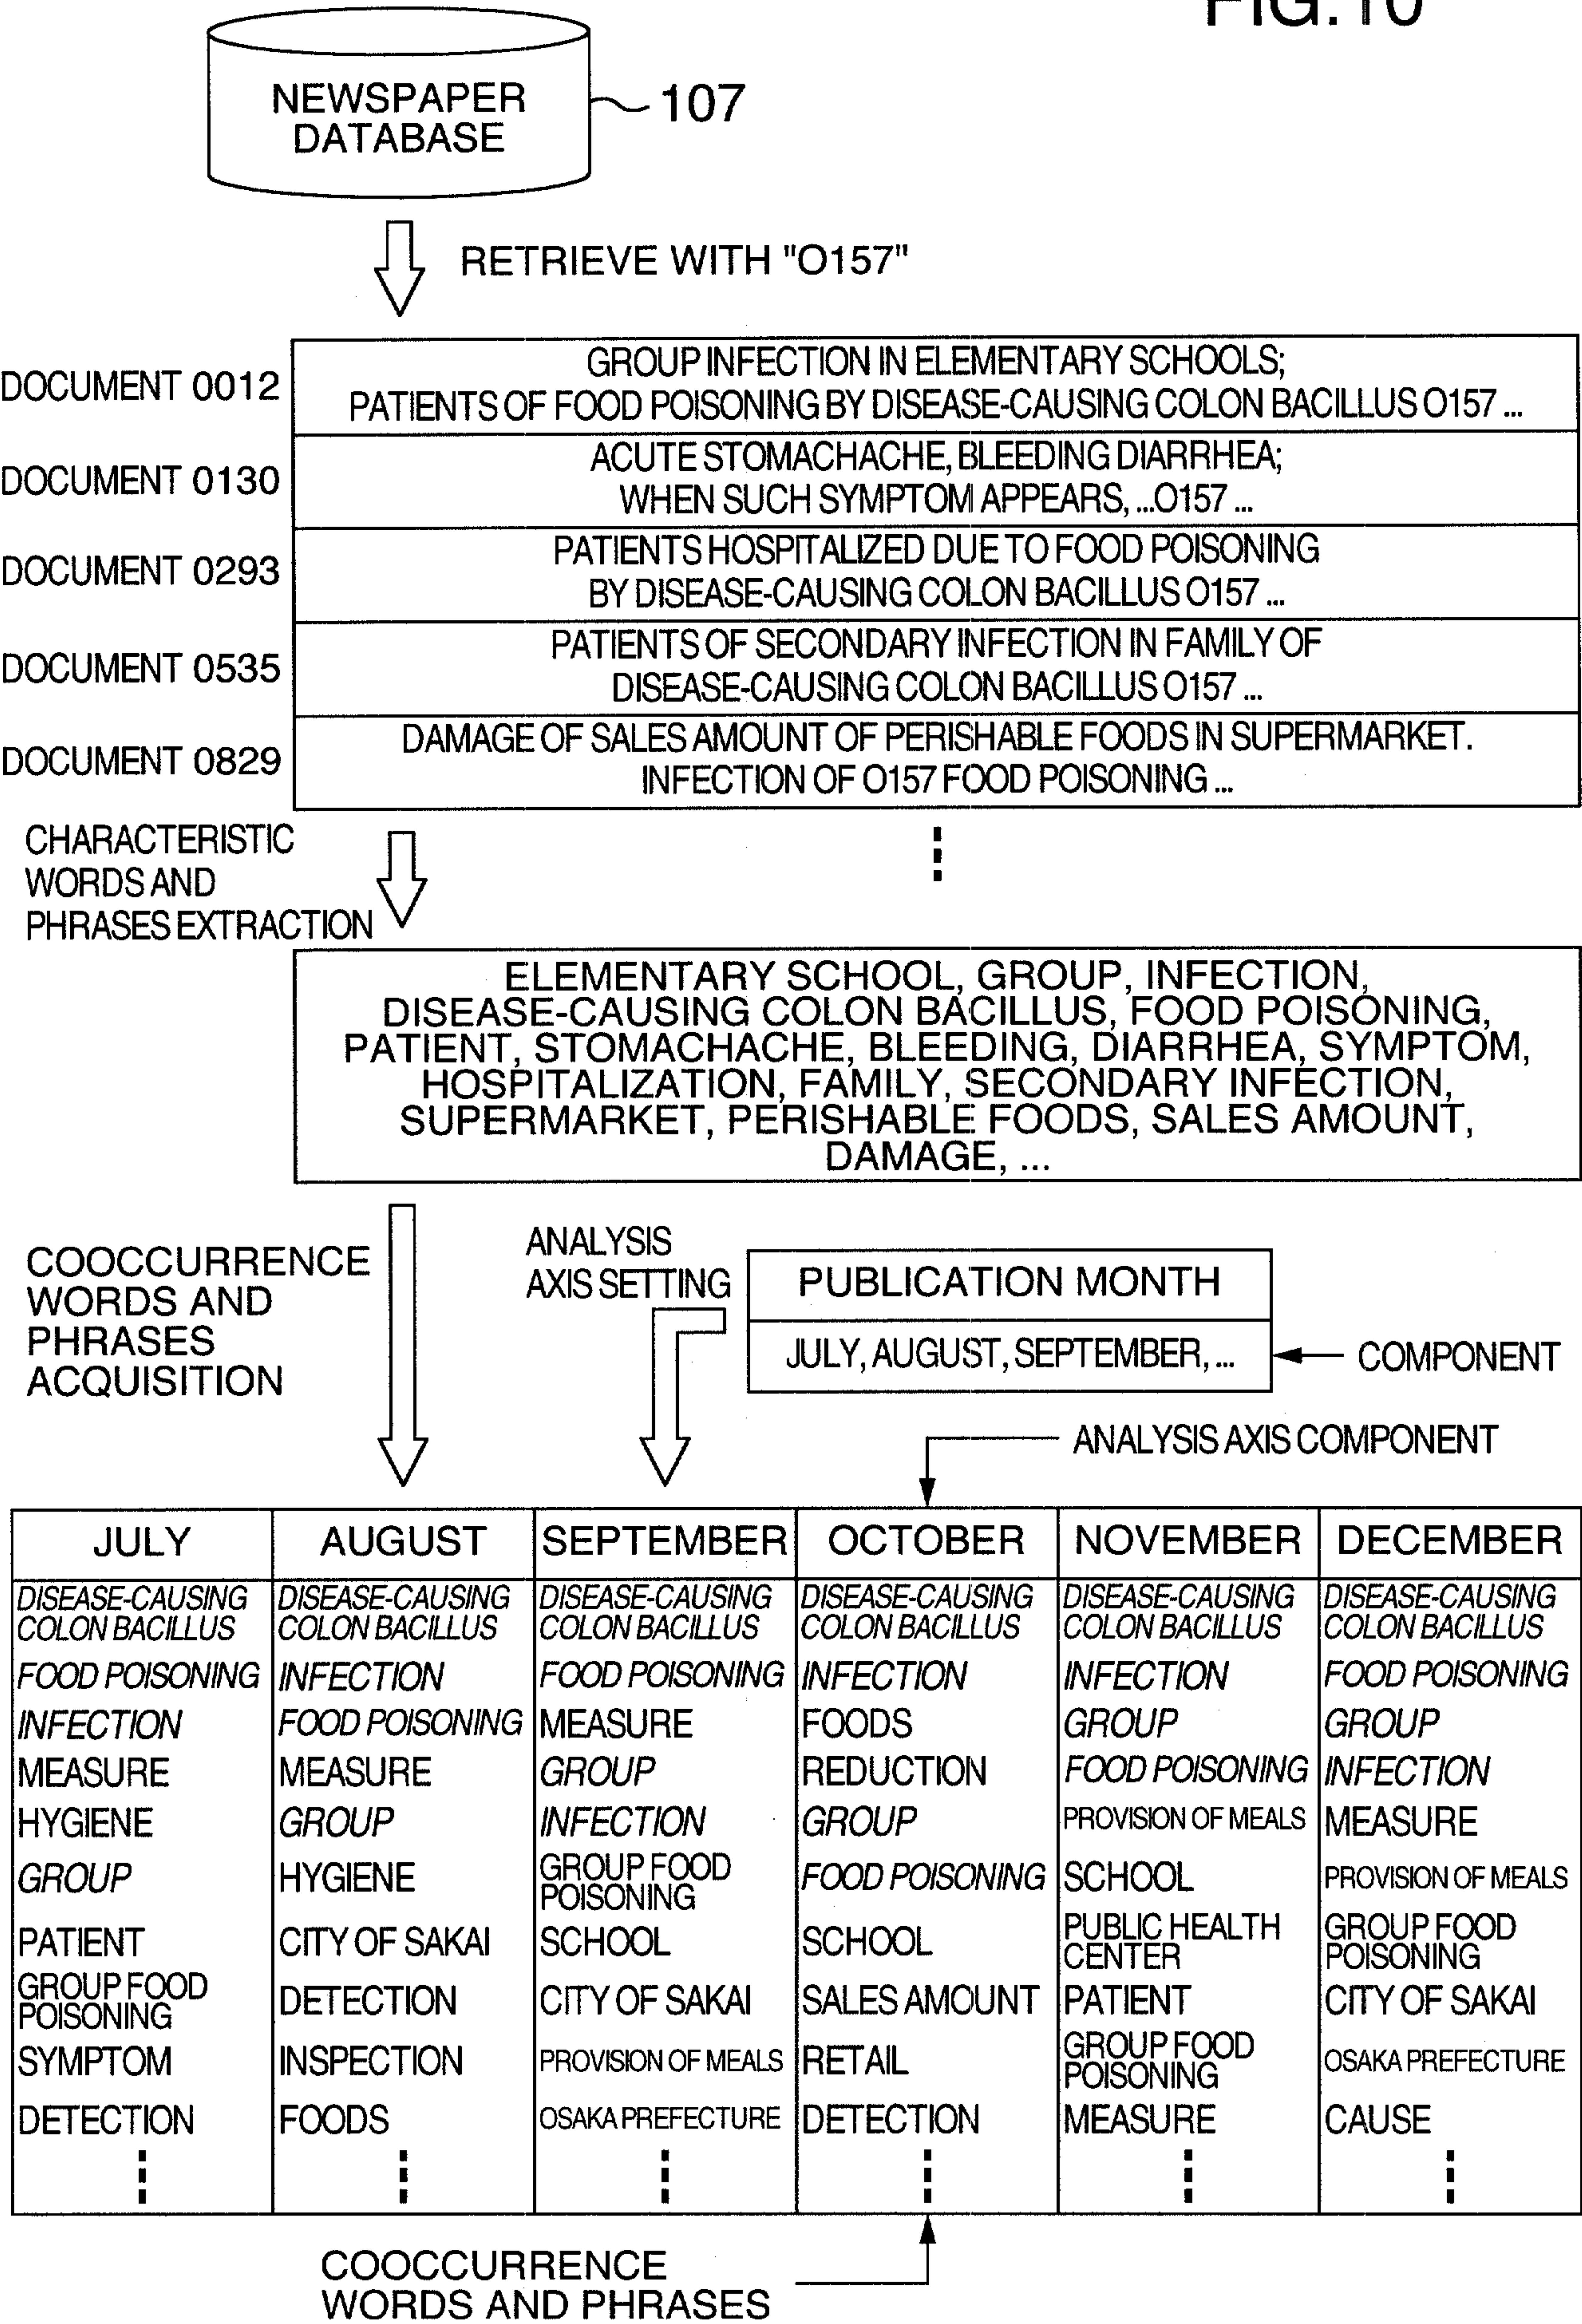 FIG.10
NEWSPAPER
DATABASE
107
RETRIEVE WITH "O157"
DOCUMENT 0012
GROUP INFECTION IN ELEMENTARY SCHOOLS;
PATIENTS OF FOOD POISONING BY DISEASE-CAUSING COLON BACILLUS O157 ...
DOCUMENT 0130
ACUTE STOMACHACHE, BLEEDING DIARRHEA;
WHEN SUCH SYMPTOM APPEARS, ...O157 ...
DOCUMENT 0293
PATIENTS HOSPITALIZED DUE TO FOOD POISONING
BY DISEASE-CAUSING COLON BACILLUS O157 ...
DOCUMENT 0535
PATIENTS OF SECONDARY INFECTION IN FAMILY OF
DISEASE-CAUSING COLON BACILLUS O157 ...
DOCUMENT 0829
DAMAGE OF SALES AMOUNT OF PERISHABLE FOODS IN SUPERMARKET.
INFECTION OF O157 FOOD POISONING ...
CHARACTERISTIC
WORDS AND
PHRASES EXTRACTION
ELEMENTARY SCHOOL, GROUP, INFECTION,
DISEASE-CAUSING COLON BACILLUS, FOOD POISONING,
PATIENT, STOMACHACHE, BLEEDING, DIARRHEA, SYMPTOM,
HOSPITALIZATION, FAMILY, SECONDARY INFECTION,
SUPERMARKET, PERISHABLE FOODS, SALES AMOUNT,
DAMAGE, ...
COOCCURRENCE
WORDS AND
PHRASES
ACQUISITION
ANALYSIS
AXIS SETTING
PUBLICATION MONTH
JULY, AUGUST, SEPTEMBER, ...
COMPONENT
ANALYSIS AXIS COMPONENT
JULY
DISEASE-CAUSING
COLON BACILLUS
FOOD POISONING
INFECTION
MEASURE
HYGIENE
GROUP
PATIENT
GROUP FOOD
POISONING
SYMPTOM
DETECTION
AUGUST
DISEASE-CAUSING
COLON BACILLUS
INFECTION
FOOD POISONING
MEASURE
GROUP
HYGIENE
CITY OF SAKAI
DETECTION
INSPECTION
FOODS
SEPTEMBER
DISEASE-CAUSING
COLON BACILLUS
FOOD POISONING
MEASURE
GROUP
INFECTION
GROUP FOOD
POISONING
SCHOOL
CITY OF SAKAI
PROVISION OF MEALS
OSAKA PREFECTURE
OCTOBER
DISEASE-CAUSING
COLON BACILLUS
INFECTION
FOODS
REDUCTION
GROUP
FOOD POISONING
SCHOOL
SALES AMOUNT
RETAIL
DETECTION
NOVEMBER
DISEASE-CAUSING
COLON BACILLUS
INFECTION
GROUP
FOOD POISONING
PROVISION OF MEALS
SCHOOL
PUBLIC HEALTH
CENTER
PATIENT
GROUP FOOD
POISONING
MEASURE
DECEMBER
DISEASE-CAUSING
COLON BACILLUS
FOOD POISONING
GROUP
INFECTION
MEASURE
PROVISION OF MEALS
GROUP FOOD
POISONING
CITY OF SAKAI
OSAKA PREFECTURE
CAUSE
COOCCURRENCE
WORDS AND PHRASES